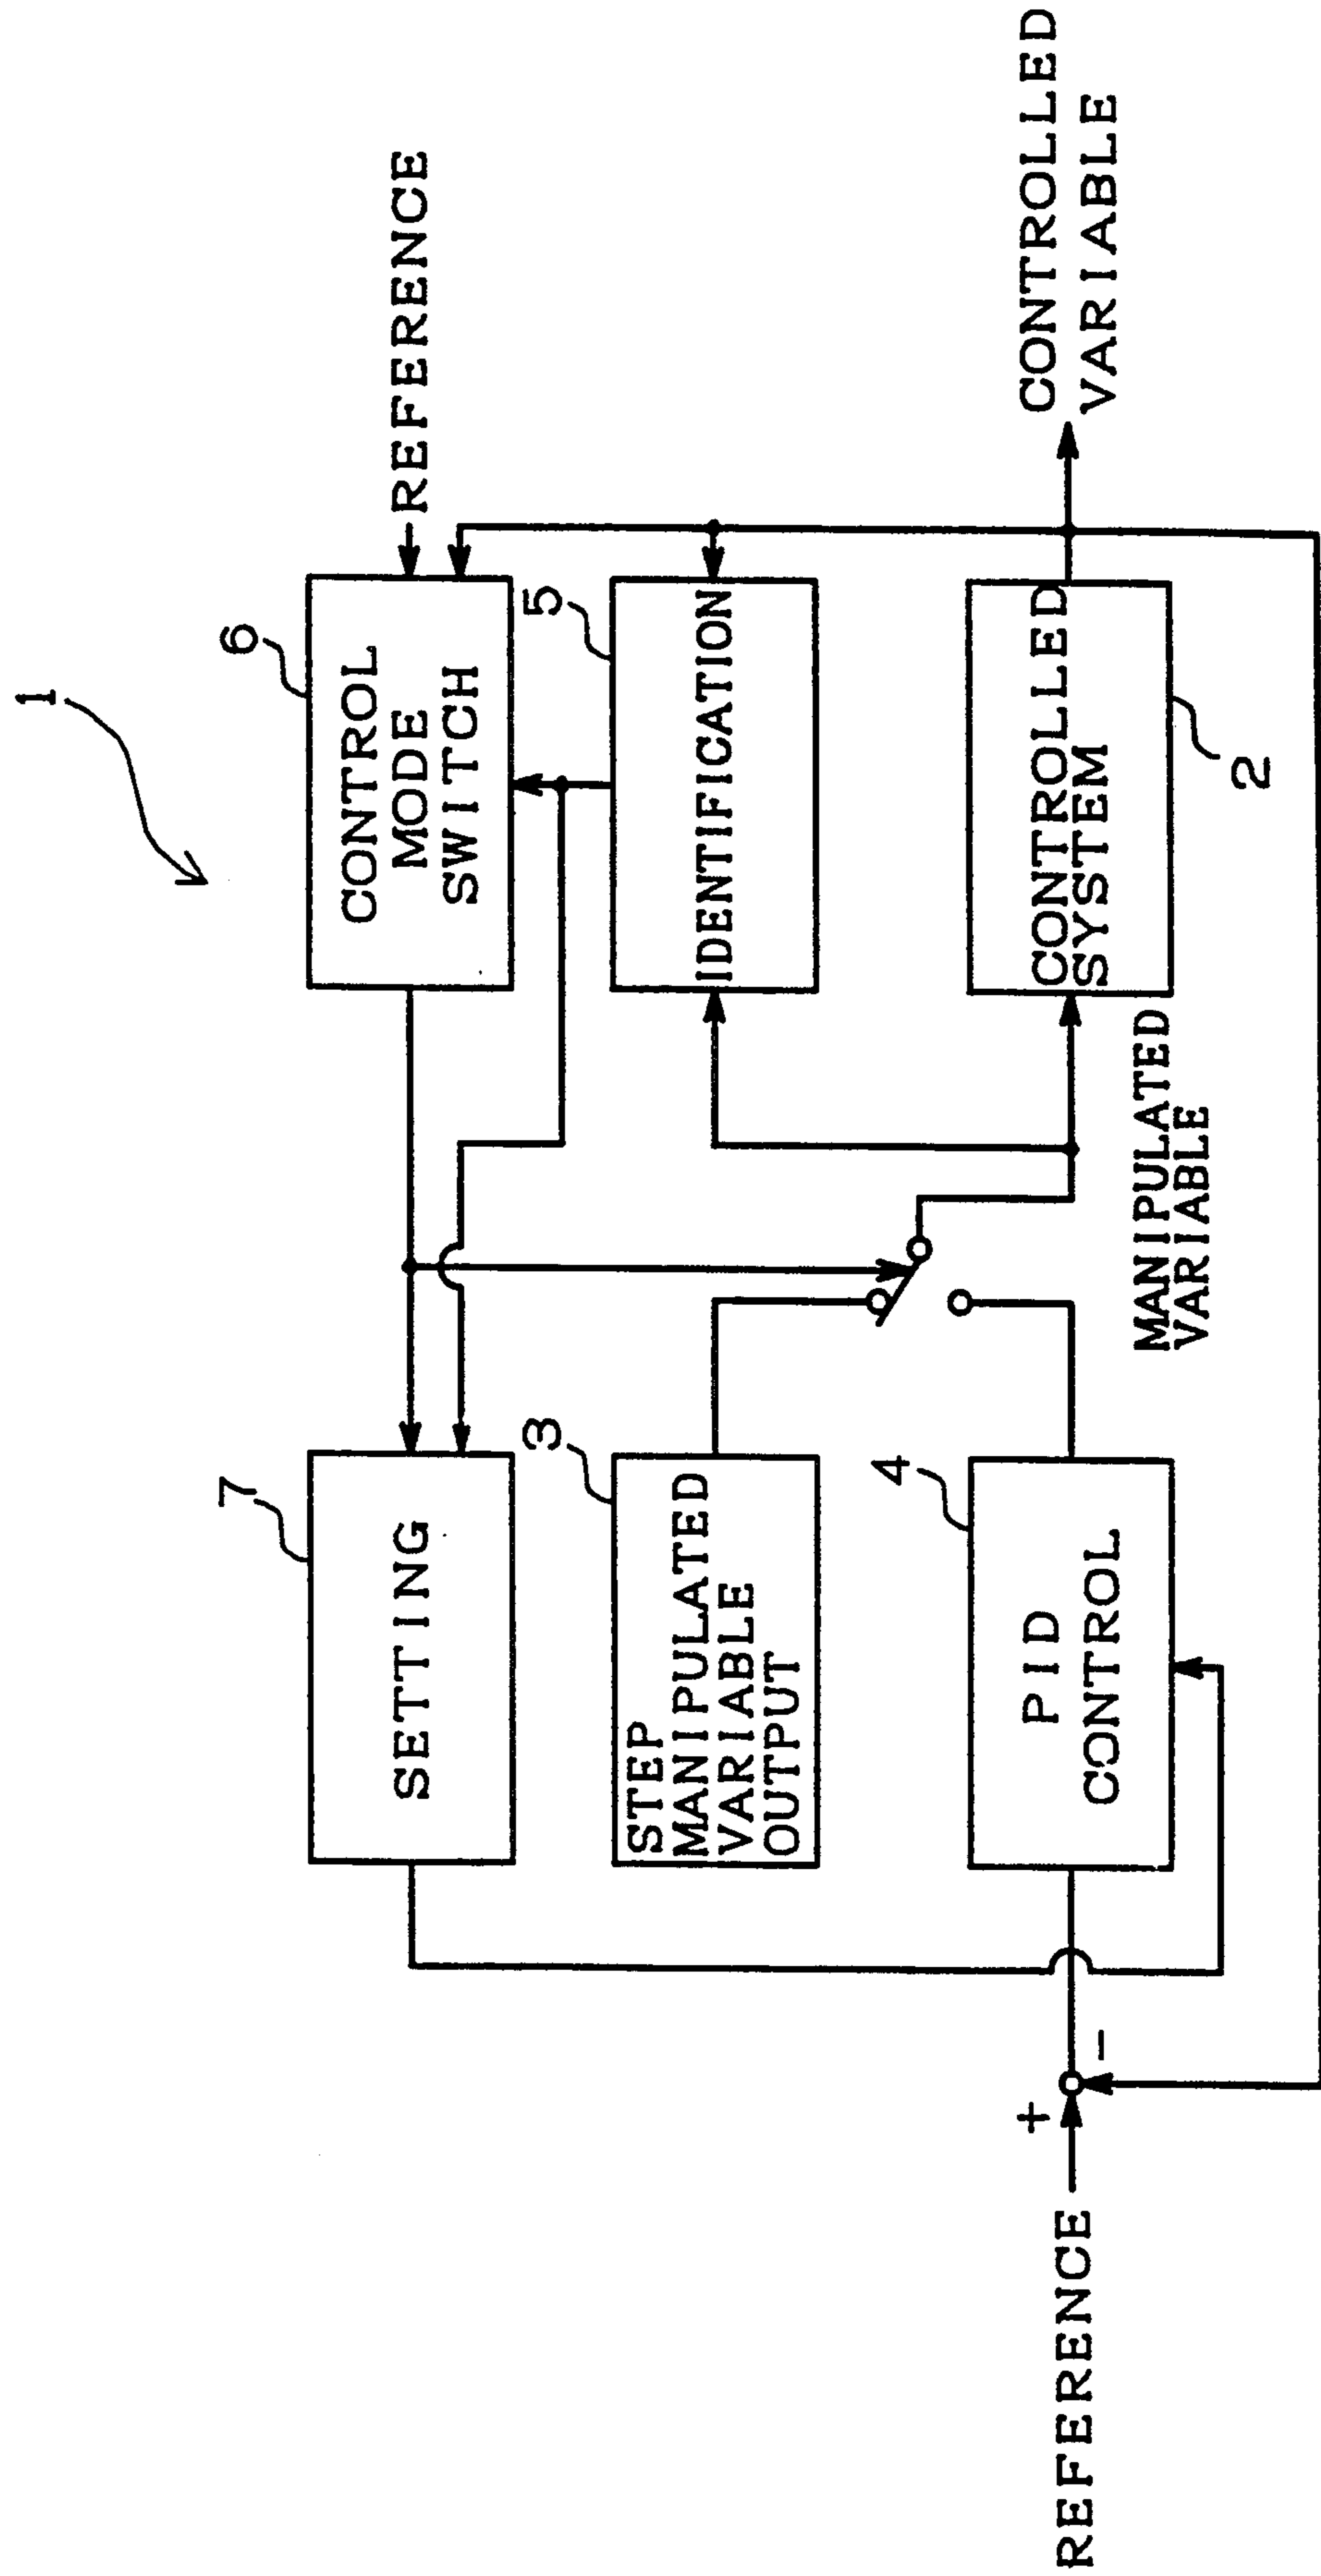 1
7
SETTING
6
CONTROL
MODE
SWITCH
REFERENCE
3
STEP
MANIPULATED
VARIABLE
OUTPUT
5
IDENTIFICATION
4
PID
CONTROL
CONTROLLED
SYSTEM
2
MANIPULATED
VARIABLE
CONTROLLED
VARIABLE
REFERENCE
+
-